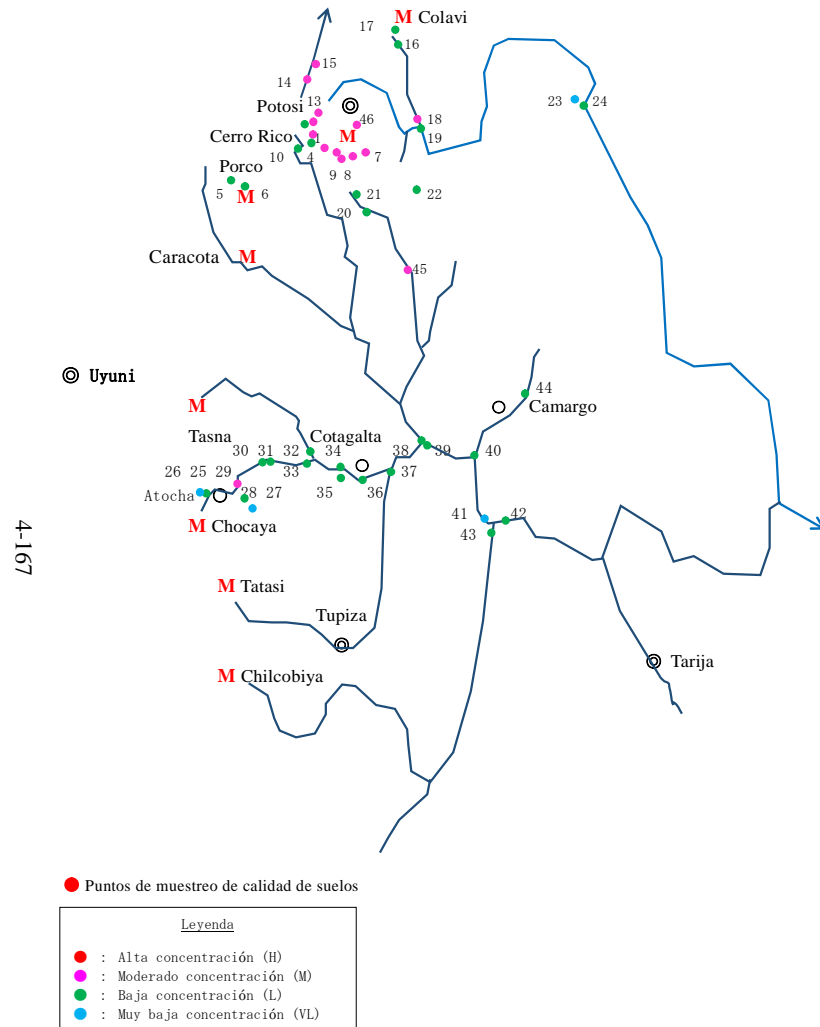 17 M Colavi
16
15
14
13
Potosi
23 24
46
18
Cerro Rico 1 M
19
10 4 7
Porco
9 8
5 M 6
21 22
20
Caracota M
45
Uyuni
44
M
Camargo
Tasna Cotagalta
30 31 32 34 38 39 40
33
26 25 29
35 36 37
28 27
Atocha
41 42
M Chocaya
43
4-167
M Tatasi
Tupiza
Tarija
M Chilcobiya
Puntos de muestreo de calidad de suelos
Leyenda
: Alta concentración (H)
: Moderado concentración (M)
: Baja concentración (L)
: Muy baja concentración (VL)